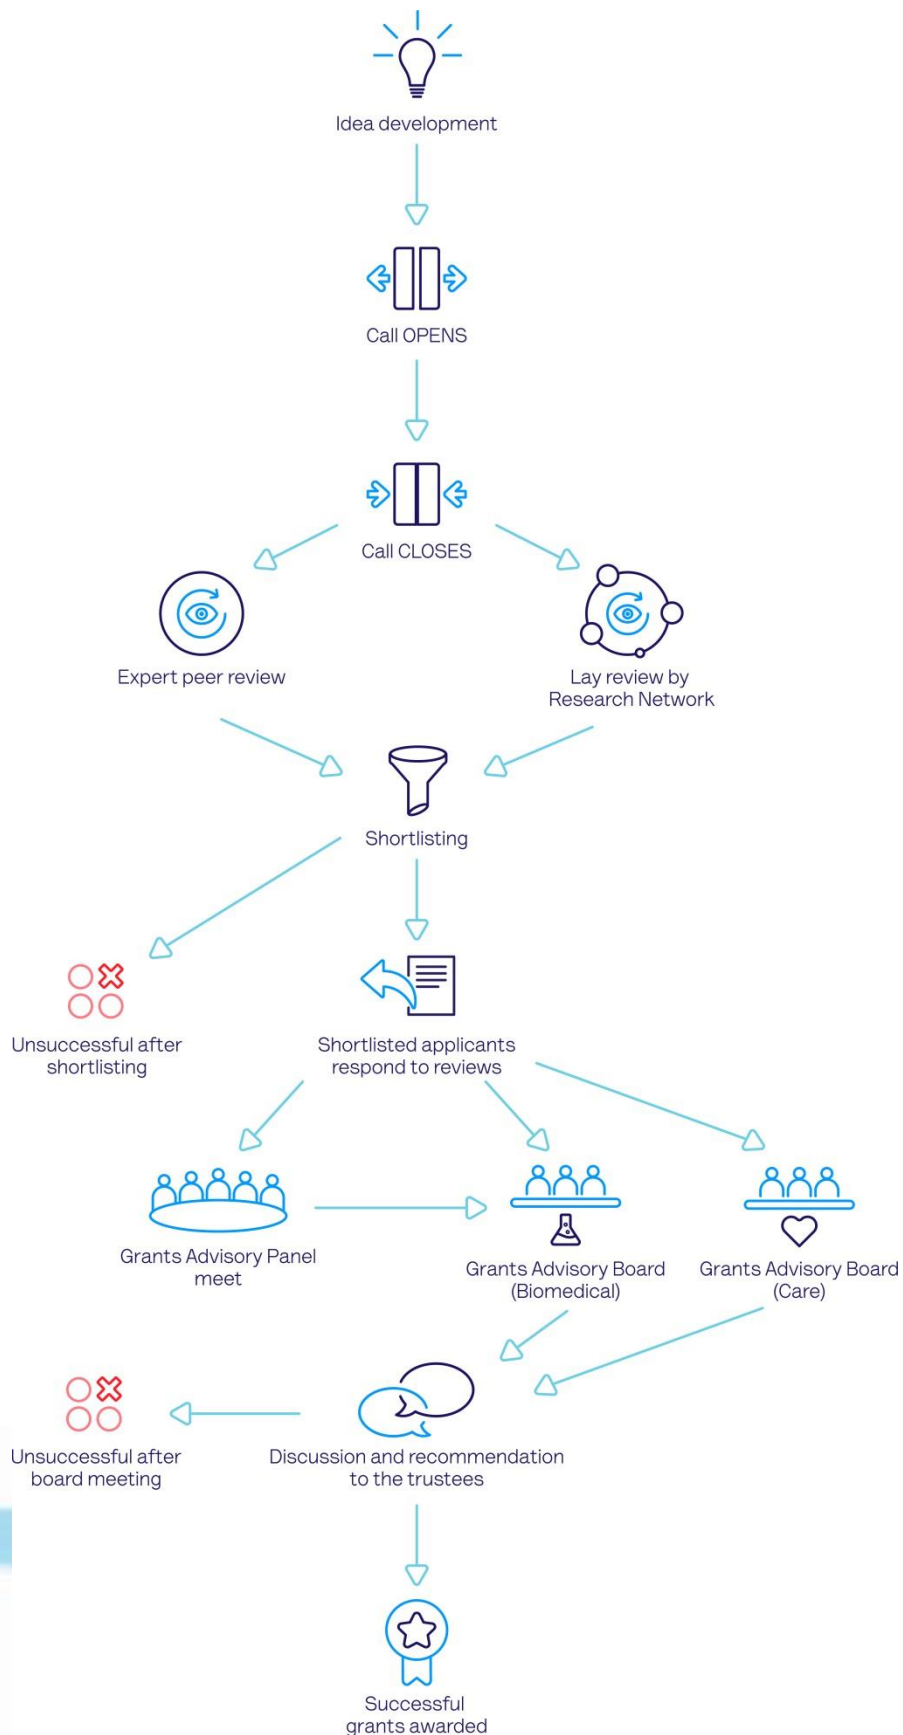 Idea development
Call OPENS
Call CLOSES
Expert peer review
Lay review by
Research Network
Shortlisting
Unsuccessful after
shortlisting
Shortlisted applicants
respond to reviews
Grants Advisory Panel
meet
Grants Advisory Board
(Biomedical)
Grants Advisory Board
(Care)
Unsuccessful after
board meeting
Discussion and recommendation
to the trustees
Successful
grants awarded